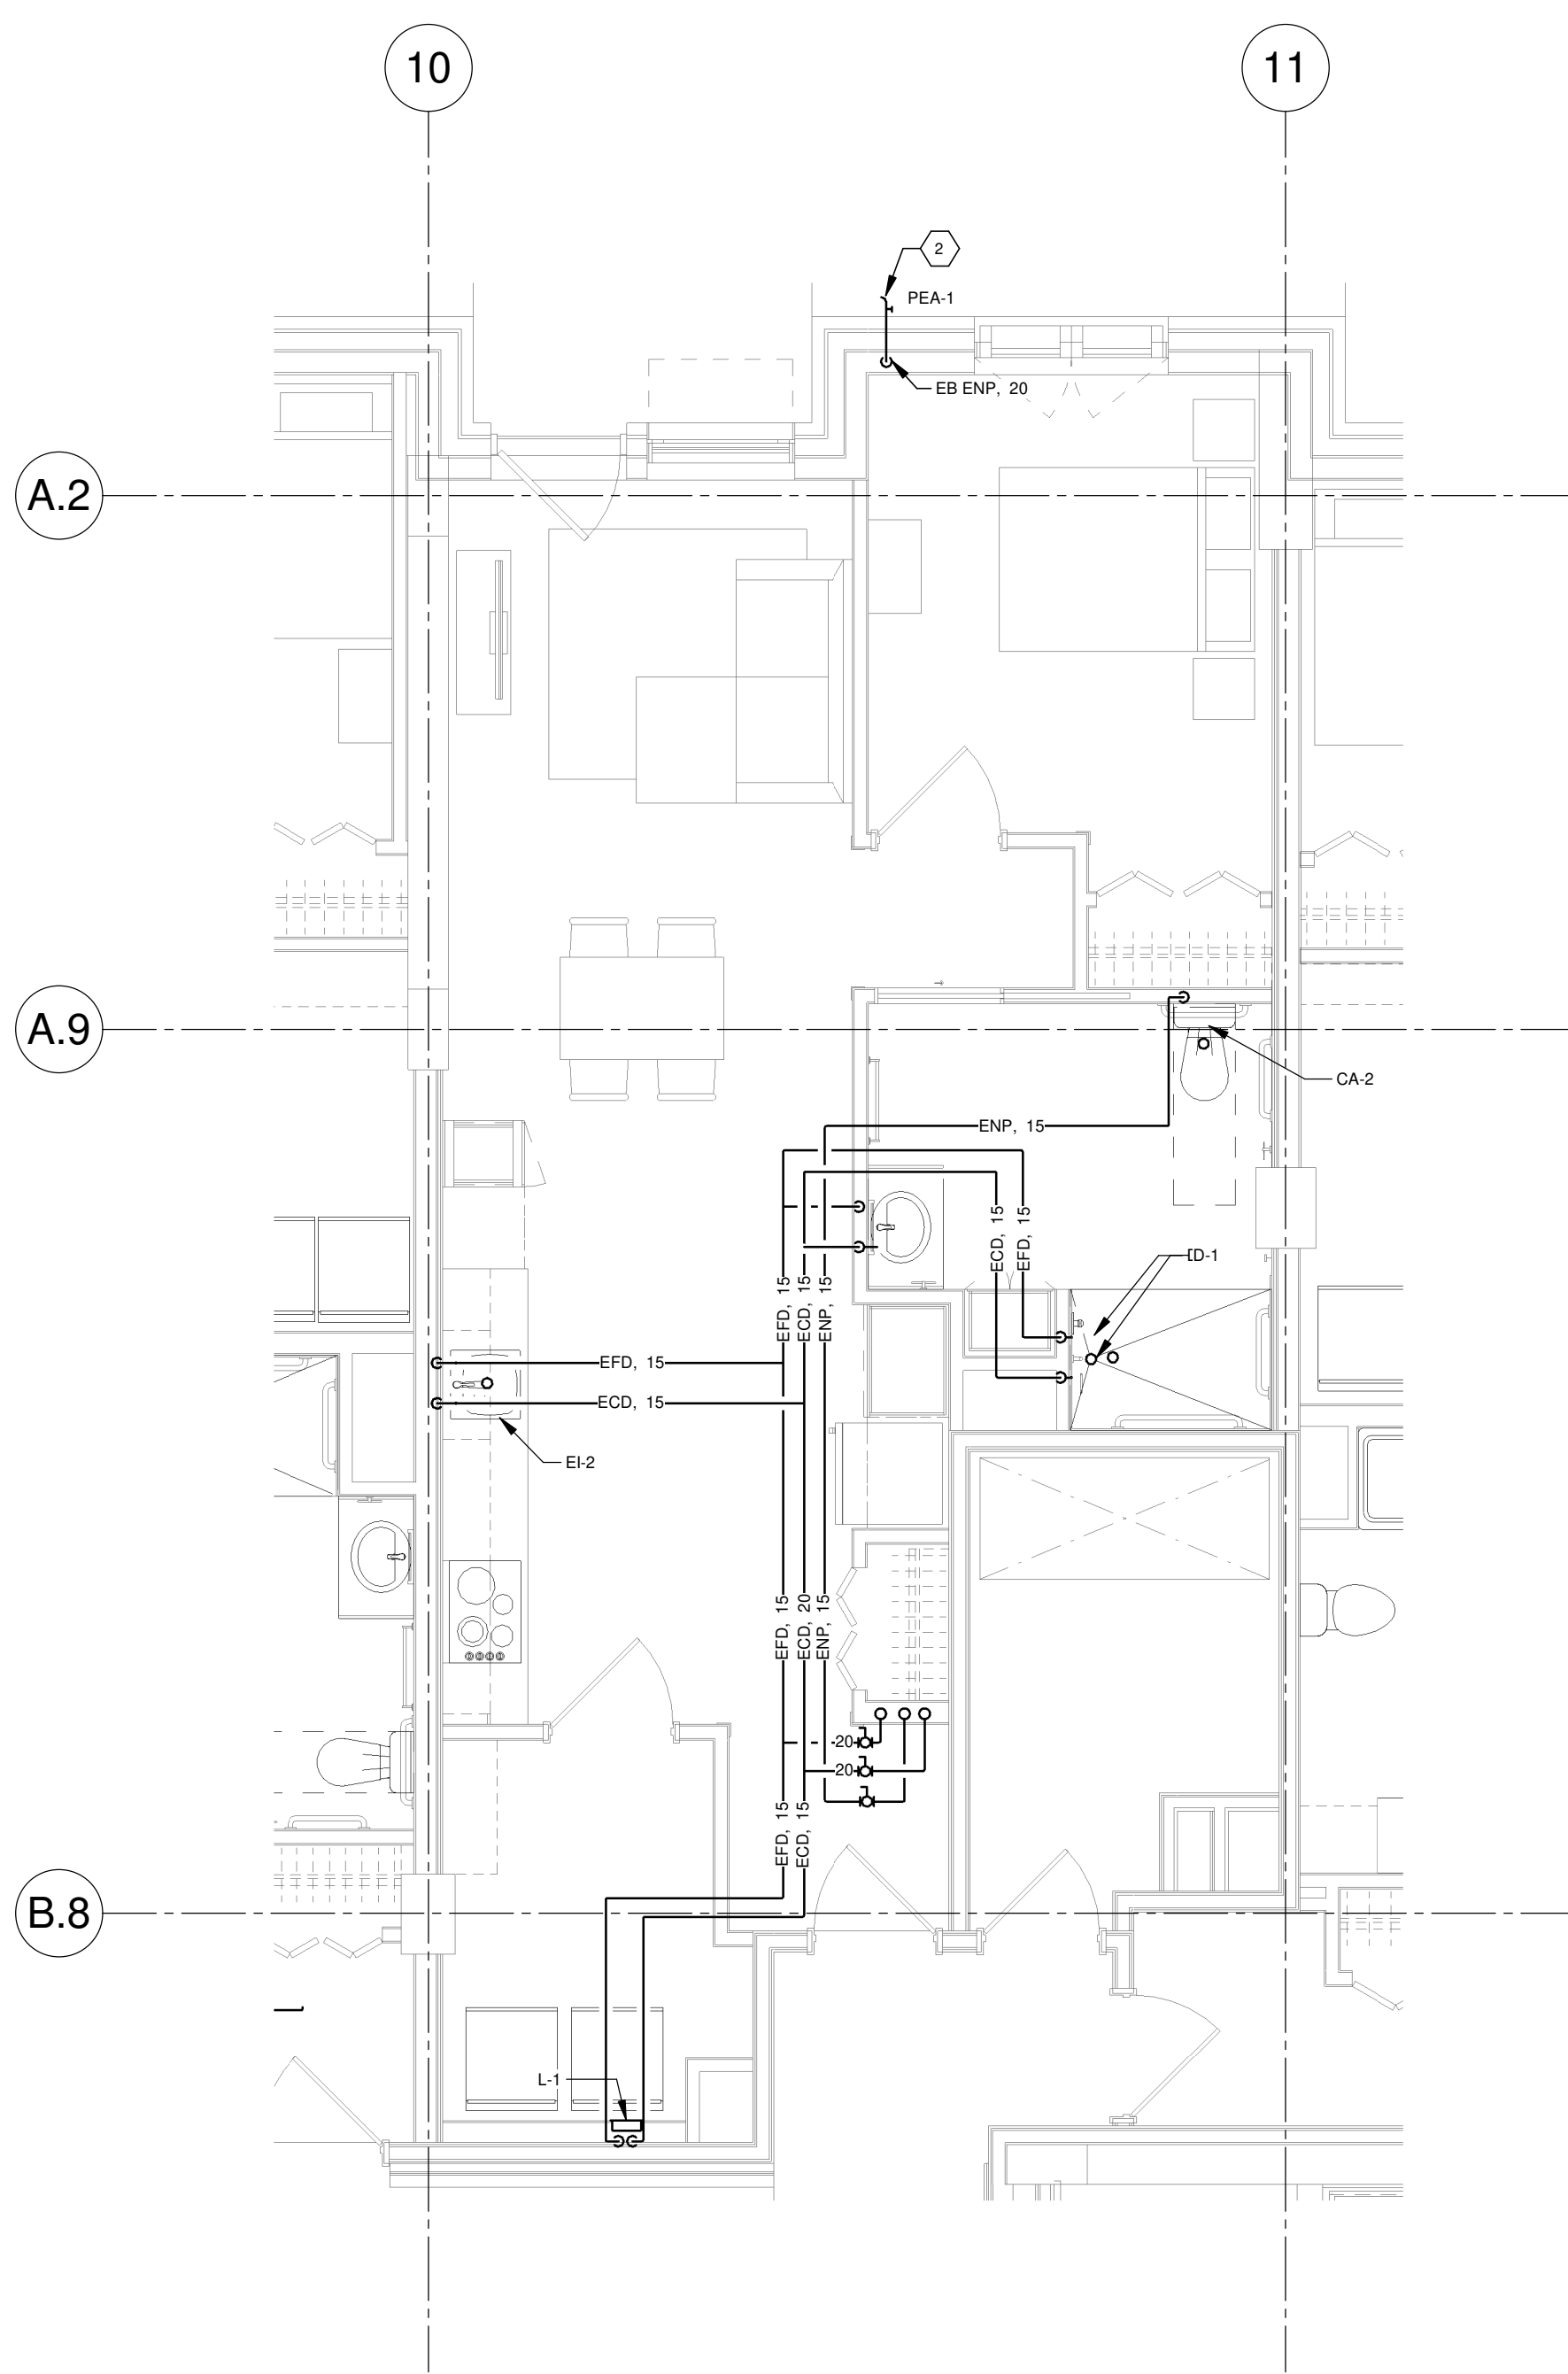 10
11
2
PEA-1
EB ENP, 20
A.2
A.9
CA-2
ENP, 15
ECD, 15
EFD, 15
D-1
EFD, 15
ECD, 15
ENP, 15
EFD, 15
ECD, 15
EI-2
EFD, 15
ECD, 20
ENP, 15
20
20
EFD, 15
ECD, 15
B.8
L-1